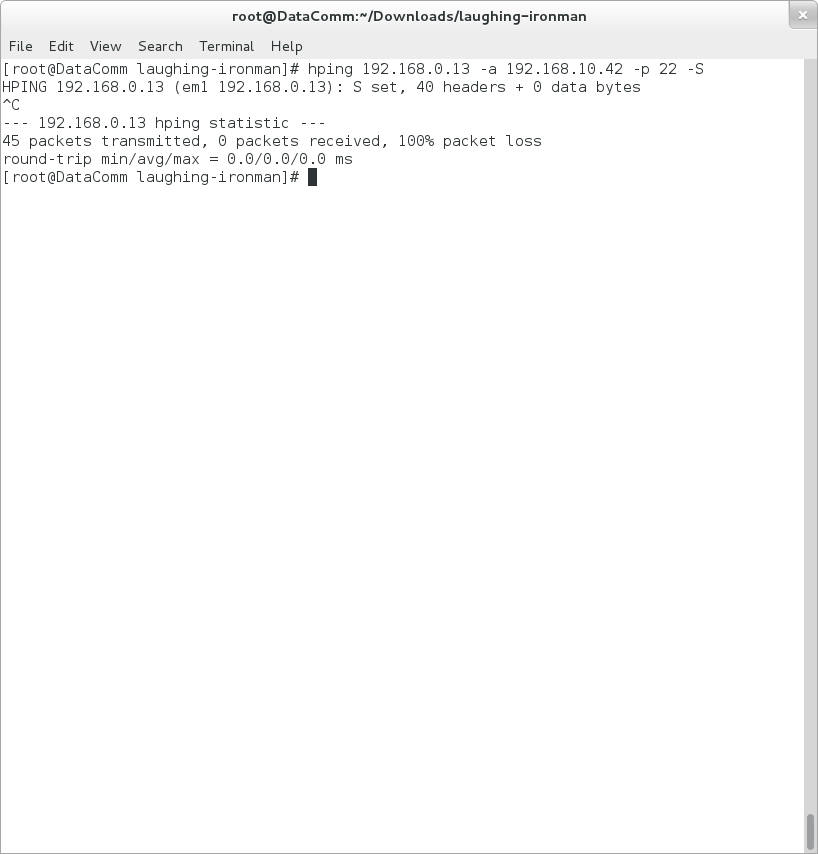 root@DataComm:~/Downloads/laughing-ironman
File Edit View Search Terminal Help
[root@DataComm laughing-ironman]# hping 192.168.0.13 -a 192.168.10.42 -p 22 -S
HPING 192.168.0.13 (em1 192.168.0.13): S set, 40 headers + 0 data bytes
^C
--- 192.168.0.13 hping statistic ---
45 packets transmitted, 0 packets received, 100% packet loss
round-trip min/avg/max = 0.0/0.0/0.0 ms
[root@DataComm laughing-ironman]#